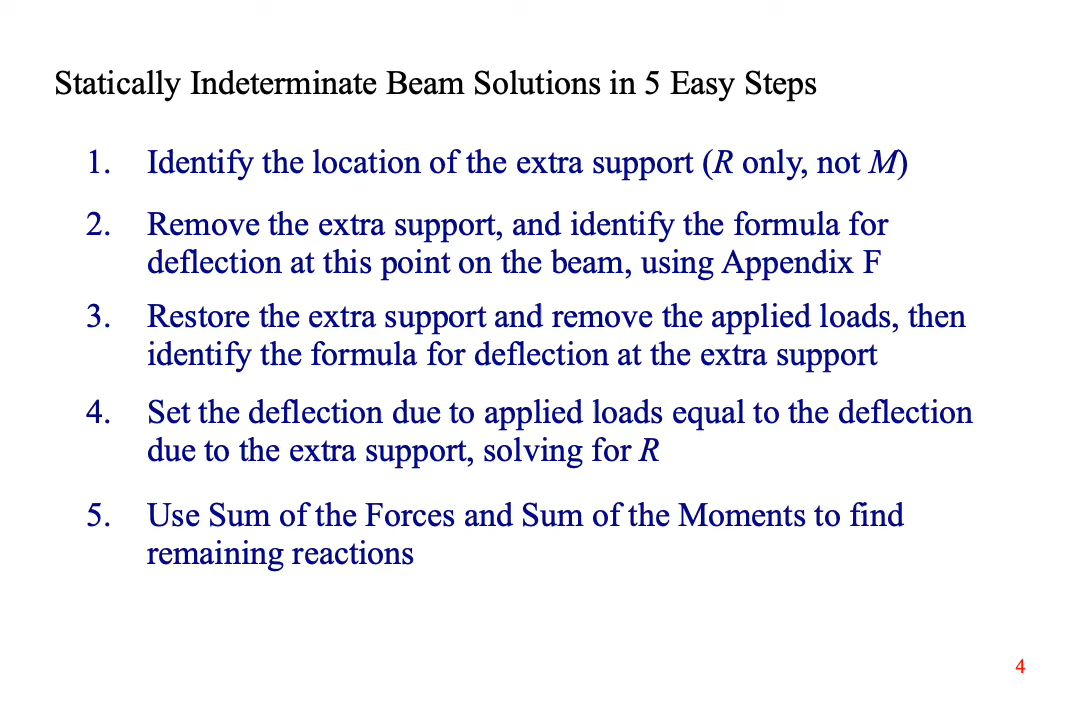 Statically Indeterminate Beam Solutions in 5 Easy Steps
1. Identify the location of the extra support (R only, not M)
2. Remove the extra support, and identify the formula for
deflection at this point on the beam, using Appendix F
3. Restore the extra support and remove the applied loads, then
identify the formula for deflection at the extra support
4. Set the deflection due to applied loads equal to the deflection
due to the extra support, solving for R
5. Use Sum of the Forces and Sum of the Moments to find
remaining reactions
4